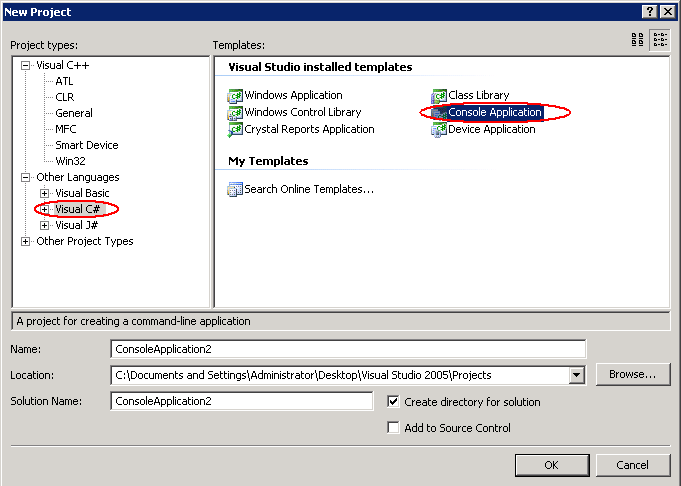 New Project
Project types:
Templates:
Visual C++
ATL
CLR
General
MFC
Smart Device
Win32
Other Languages
Visual Basic
Visual C#
Visual J#
Other Project Types
Visual Studio installed templates
Windows Application
Class Library
Windows Control Library
Console Application
Crystal Reports Application
Device Application
My Templates
Search Online Templates...
A project for creating a command-line application
Name: ConsoleApplication2
Location: C:\Documents and Settings\Administrator\Desktop\Visual Studio 2005\Projects Browse...
Solution Name: ConsoleApplication2 Create directory for solution
Add to Source Control
OK Cancel